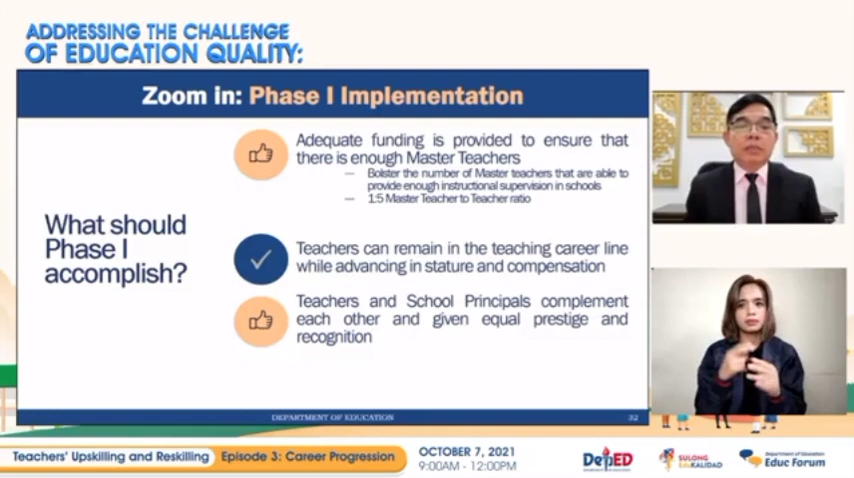 ADDRESSING THE CHALLENGE
OF EDUCATION QUALITY:
Zoom in: Phase I Implementation
What should
Phase I
accomplish?
Adequate funding is provided to ensure that
there is enough Master Teachers
— Bolster the number of Master teachers that are able to
provide enough instructional supervision in schools
— 1:5 Master Teacher to Teacher ratio
Teachers can remain in the teaching career line
while advancing in stature and compensation
Teachers and School Principals complement
each other and given equal prestige and
recognition
DEPARTMENT OF EDUCATION 32
Teachers' Upskilling and Reskilling Episode 3: Career Progression
OCTOBER 7, 2021
9:00AM - 12:00PM
DepED
SULONG
EduKALIDAD
Department of Education
Educ Forum